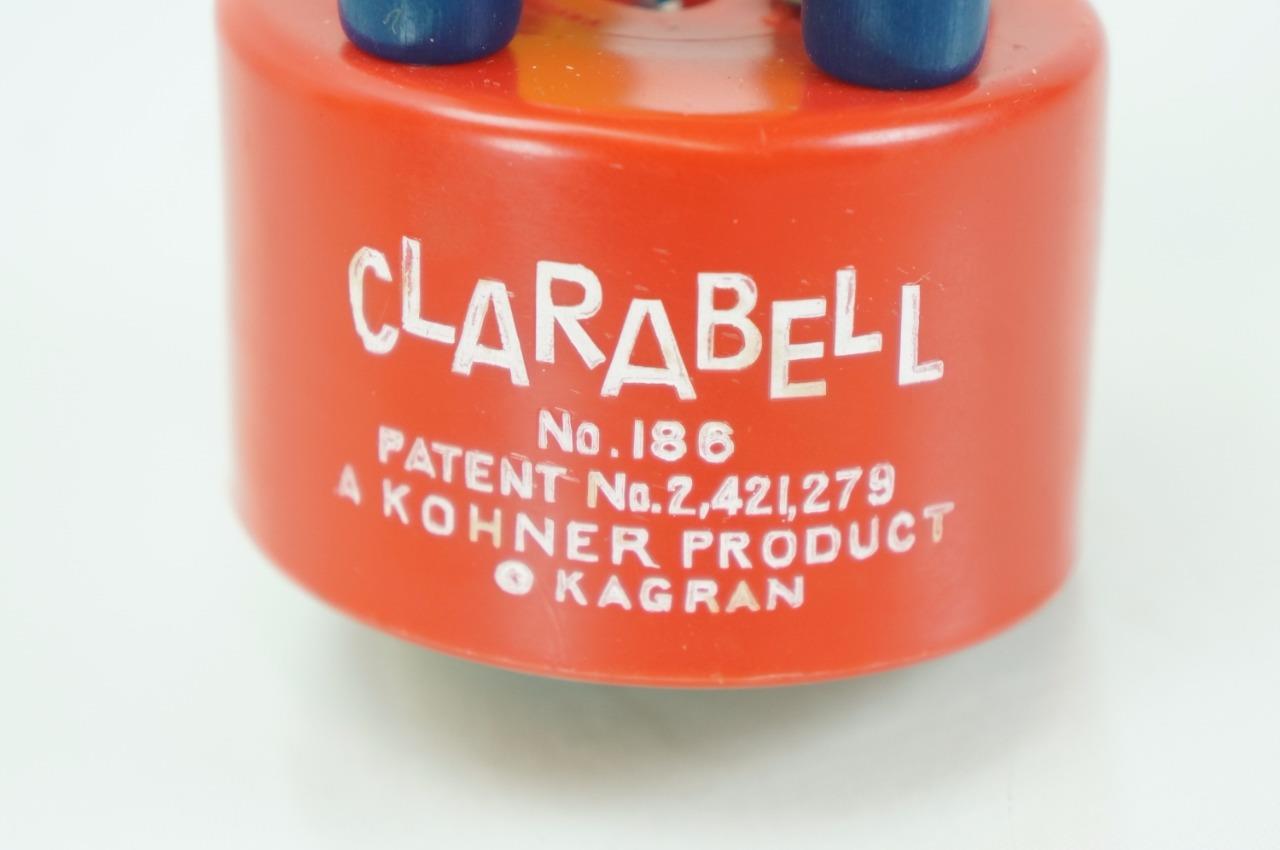 CLARABELL
No. 186
PATENT No. 2,421,279
A KOHNER PRODUCT
© KAGRAN